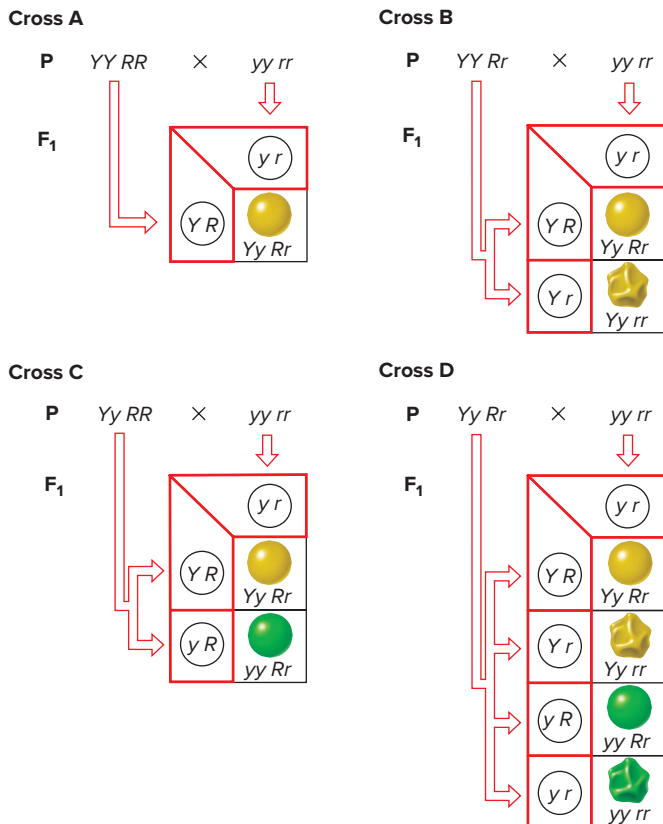 Cross A
P YY RR × yy rr
F1
y r
Y R
Yy Rr
Cross B
P YY Rr × yy rr
F1
y r
Y R
Yy Rr
Y r
Yy rr
Cross C
P Yy RR × yy rr
F1
y r
Y R
Yy Rr
y R
yy Rr
Cross D
P Yy Rr × yy rr
F1
y r
Y R
Yy Rr
Y r
Yy rr
y R
yy Rr
y r
yy rr